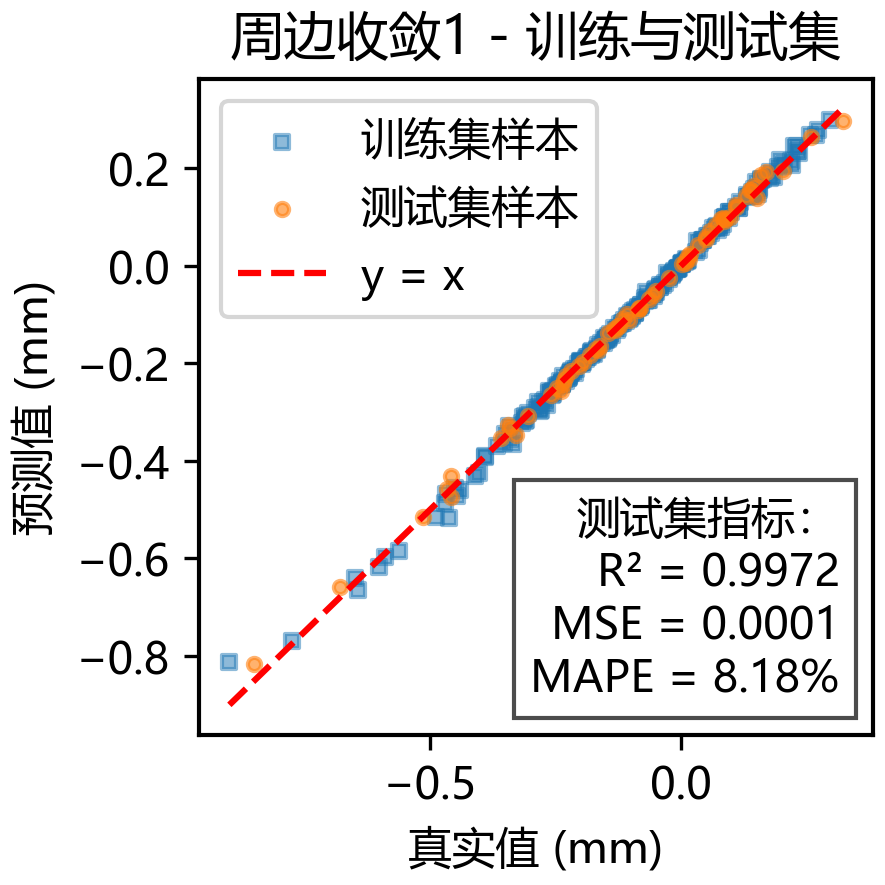 周边收敛1 - 训练与测试集
训练集样本
测试集样本
y = x
0.2
0.0
−0.2
−0.4
−0.6
−0.8
预测值 (mm)
测试集指标：
R² = 0.9972
MSE = 0.0001
MAPE = 8.18%
−0.5
0.0
真实值 (mm)